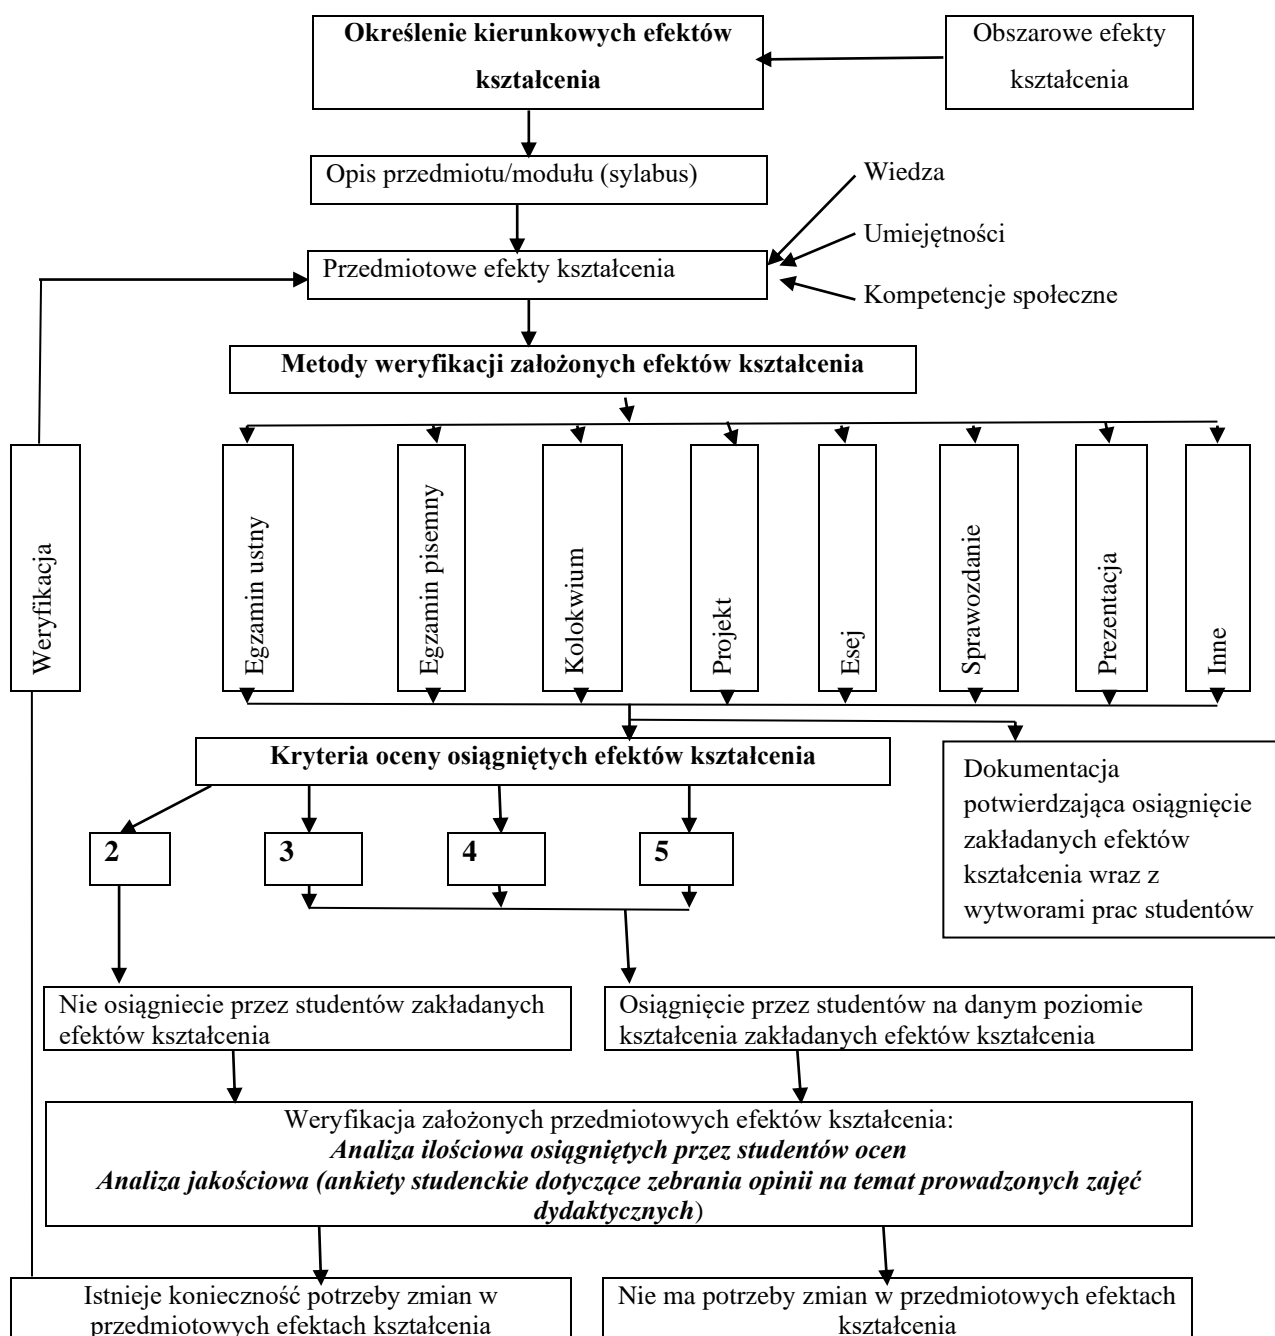 Określenie kierunkowych efektów
kształcenia
Obszarowe efekty
kształcenia
Opis przedmiotu/modułu (sylabus)
Wiedza
Umiejętności
Przedmiotowe efekty kształcenia
Kompetencje społeczne
Metody weryfikacji założonych efektów kształcenia
Weryfikacja
Egzamin ustny
Egzamin pisemny
Kolokwium
Projekt
Esej
Sprawozdanie
Prezentacja
Inne
Kryteria oceny osiągniętych efektów kształcenia
Dokumentacja
potwierdzająca osiągnięcie
zakładanych efektów
kształcenia wraz z
wytworami prac studentów
2
3
4
5
Nie osiągniecie przez studentów zakładanych
efektów kształcenia
Osiągnięcie przez studentów na danym poziomie
kształcenia zakładanych efektów kształcenia
Weryfikacja założonych przedmiotowych efektów kształcenia:
Analiza ilościowa osiągniętych przez studentów ocen
Analiza jakościowa (ankiety studenckie dotyczące zebrania opinii na temat prowadzonych zajęć
dydaktycznych)
Istnieje konieczność potrzeby zmian w
przedmiotowych efektach kształcenia
Nie ma potrzeby zmian w przedmiotowych efektach
kształcenia